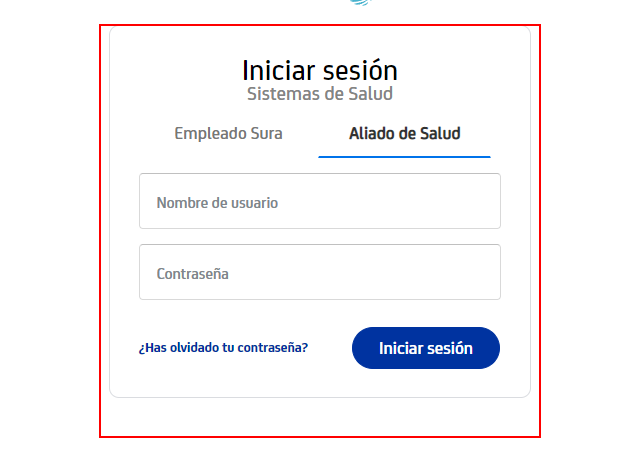 Iniciar sesión
Sistemas de Salud
Empleado Sura Aliado de Salud
Nombre de usuario
Contraseña
¿Has olvidado tu contraseña? Iniciar sesión